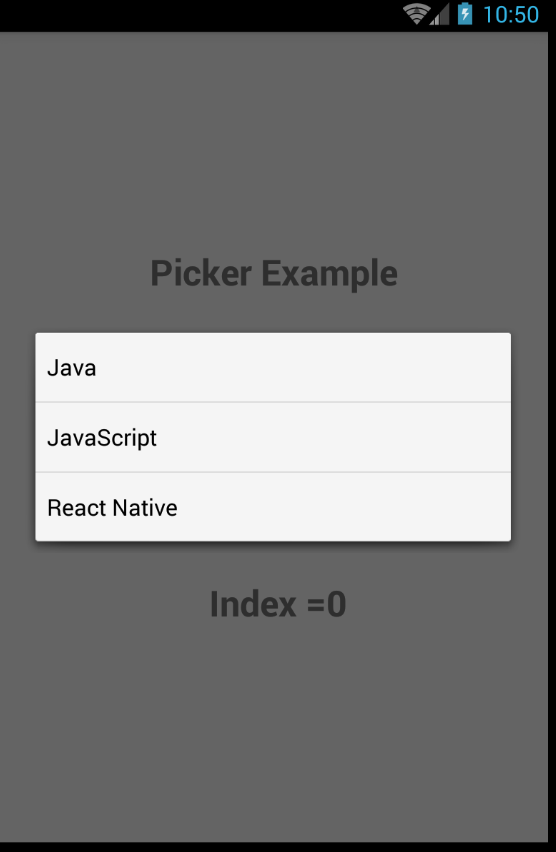 10:50
Picker Example
Java
JavaScript
React Native
Index =0